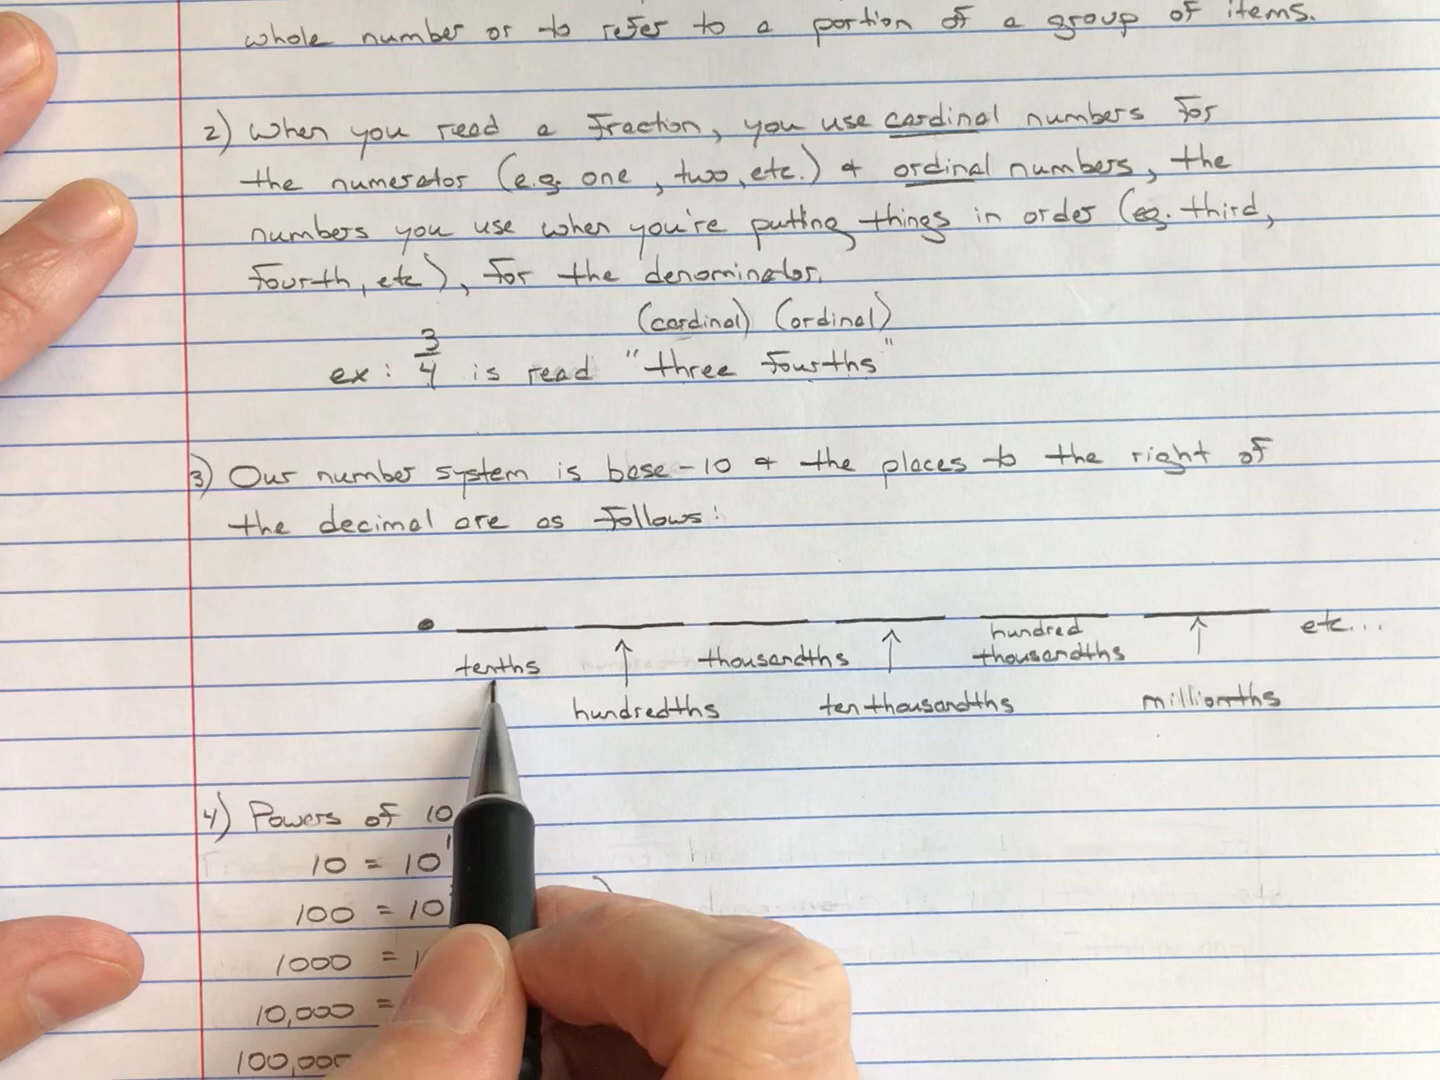 whole number or to refer to a portion of a group of items.
2) When you read a fraction, you use cardinal numbers for
the numerator (e.g. one, two, etc.) & ordinal numbers, the
numbers you use when you're putting things in order (eg. third,
fourth, etc), for the denominator.
(cardinal) (ordinal)
ex: 3/4 is read "three fourths"
3) Our number system is base-10 & the places to the right of
the decimal are as follows:
. _ _ _ _ _ _ etc...
tenths thousandths hundred thousandths
hundredths ten thousandths millionths
4) Powers of 10
10 = 10¹
100 = 10
1000 = 1
10,000 =
100,000